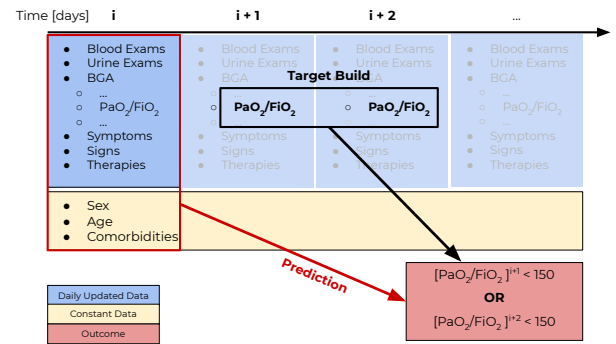 Time [days] i i + 1 i + 2 ...
● Blood Exams ● Blood Exams ● Blood Exams ● Blood Exams
● Urine Exams ● Urine Exams ● Urine Exams ● Urine Exams
● BGA ● BGA ● BGA ● BGA
Target Build
○ ... ○ ... ○ ... ○ ...
○ PaO₂/FiO₂ ○ PaO₂/FiO₂ ○ PaO₂/FiO₂ ○ PaO₂/FiO₂
○ ... ○ ... ○ ... ○ ...
● Symptoms ● Symptoms ● Symptoms ● Symptoms
● Signs ● Signs ● Signs ● Signs
● Therapies ● Therapies ● Therapies ● Therapies
● Sex
● Age
● Comorbidities
Prediction
[PaO₂/FiO₂ ]ⁱ⁺¹ < 150
OR
[PaO₂/FiO₂ ]ⁱ⁺² < 150
Daily Updated Data
Constant Data
Outcome